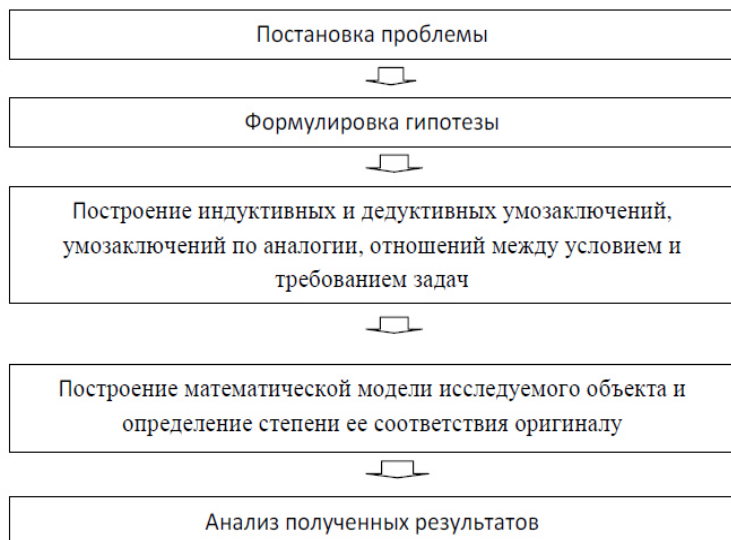 Постановка проблемы
Формулировка гипотезы
Построение индуктивных и дедуктивных умозаключений,
умозаключений по аналогии, отношений между условием и
требованием задач
Построение математической модели исследуемого объекта и
определение степени ее соответствия оригиналу
Анализ полученных результатов